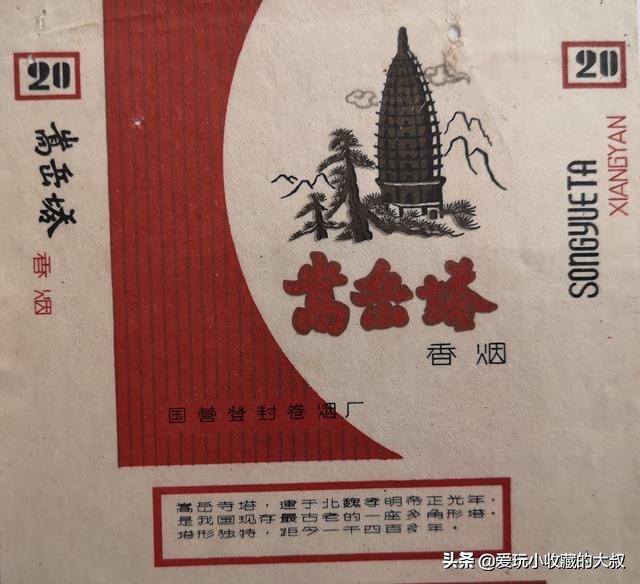 20
嵩岳塔
香烟
嵩岳塔
香烟
国营登封卷烟厂
20
SONGYUETA
XIANGYAN
嵩岳寺塔,建于北魏孝明帝正光年,
是我国现存最古老的一座多角形塔。
塔形独特,距今一千四百多年。
头条 @爱玩小收藏的大叔